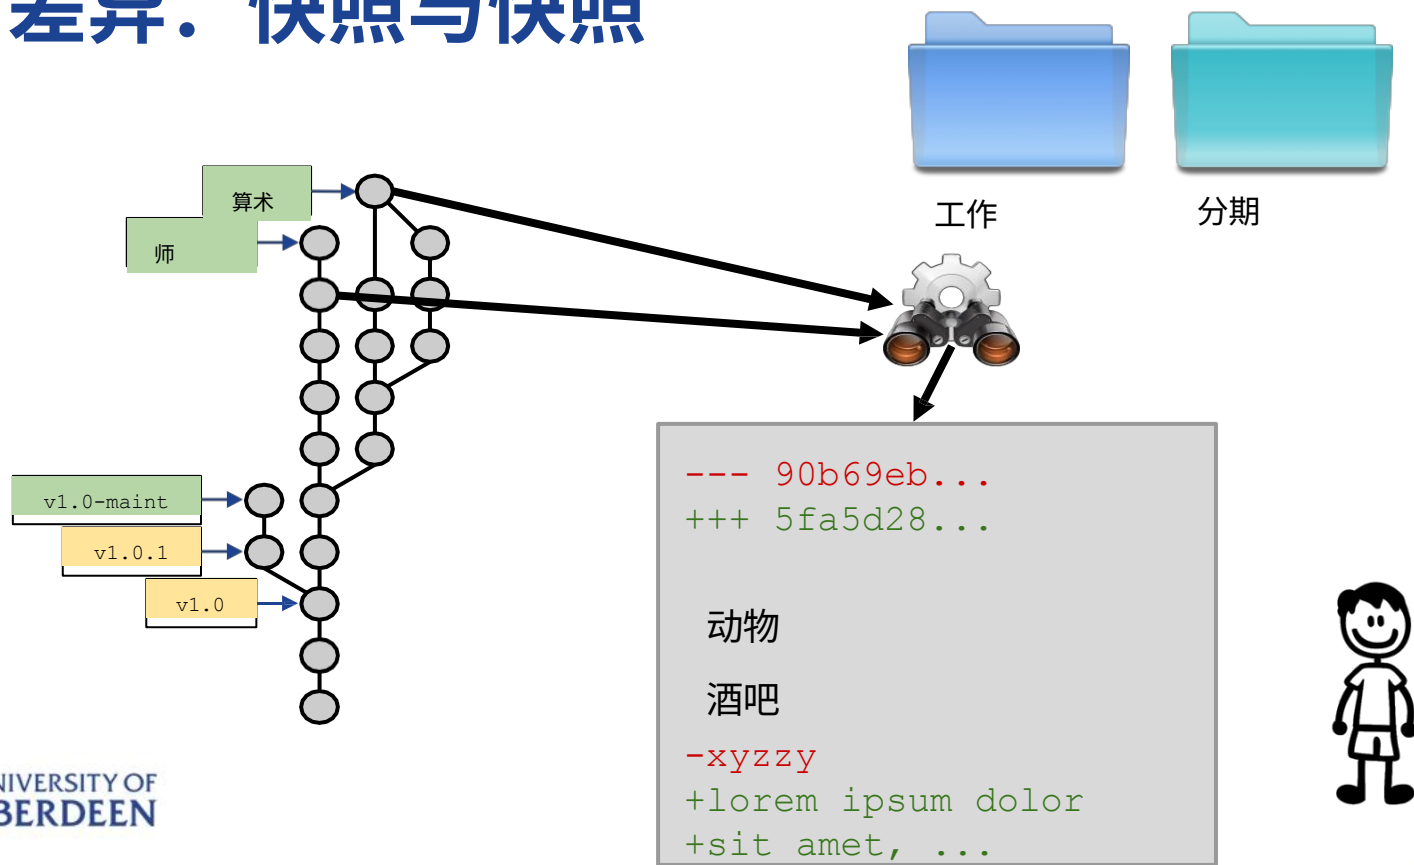 差异：快照与快照
工作
分期
算术
师
v1.0-maint
v1.0.1
v1.0
--- 90b69eb...
+++ 5fa5d28...
动物
酒吧
-xyzzy
+lorem ipsum dolor
+sit amet, ...
NIVERSITY OF
BERDEEN